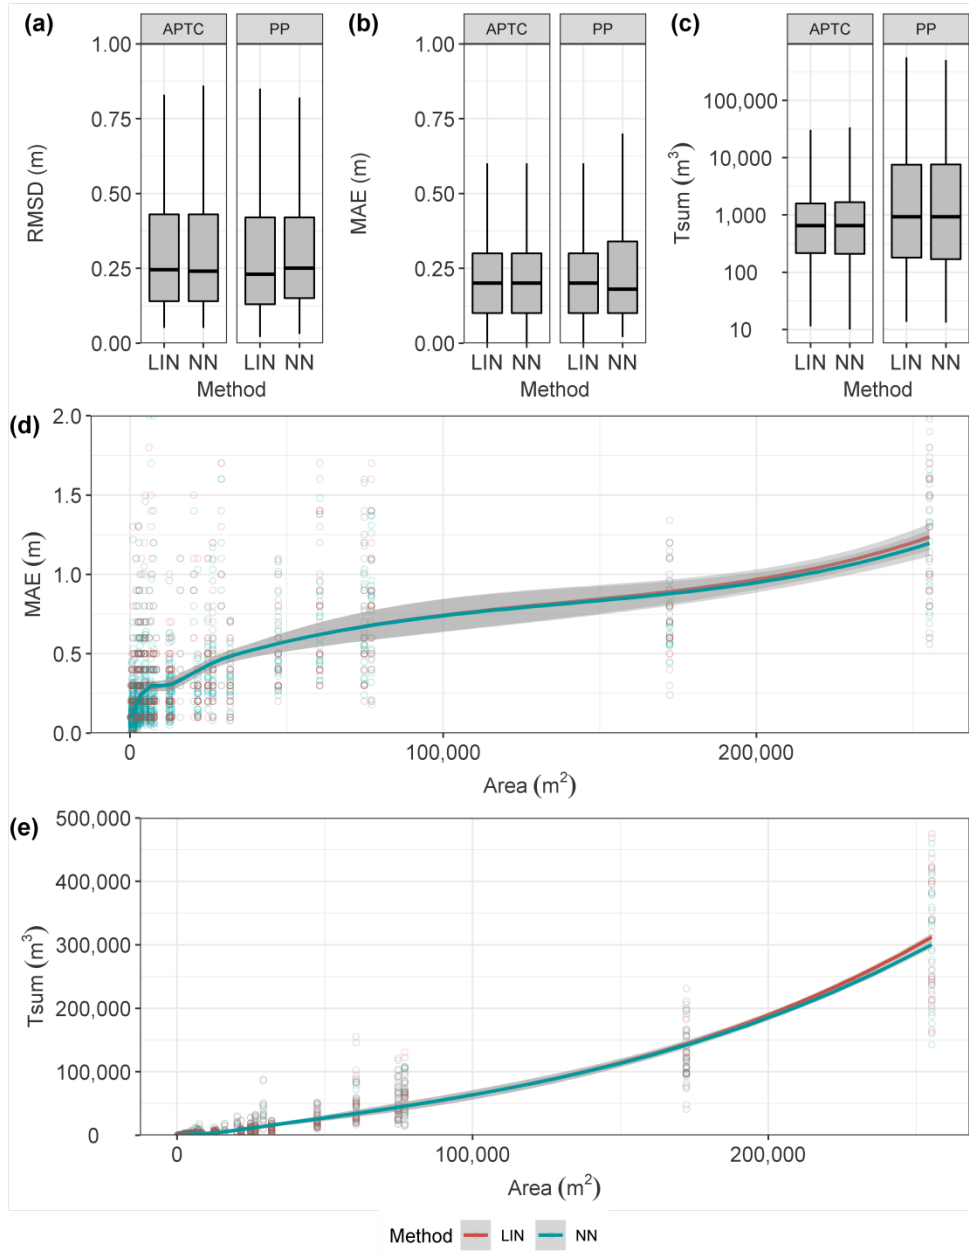 (a)
APTC PP
1.00
0.75
0.50
0.25
0.00
RMSD (m)
LIN NN LIN NN
Method
(b)
APTC PP
1.00
0.75
0.50
0.25
0.00
MAE (m)
LIN NN LIN NN
Method
(c)
APTC PP
100,000
10,000
1,000
100
10
Tsum (m³)
LIN NN LIN NN
Method
(d)
2.0
1.5
1.0
0.5
0.0
MAE (m)
0 100,000 200,000
Area (m²)
(e)
500,000
400,000
300,000
200,000
100,000
0
Tsum (m³)
0 100,000 200,000
Area (m²)
Method LIN NN